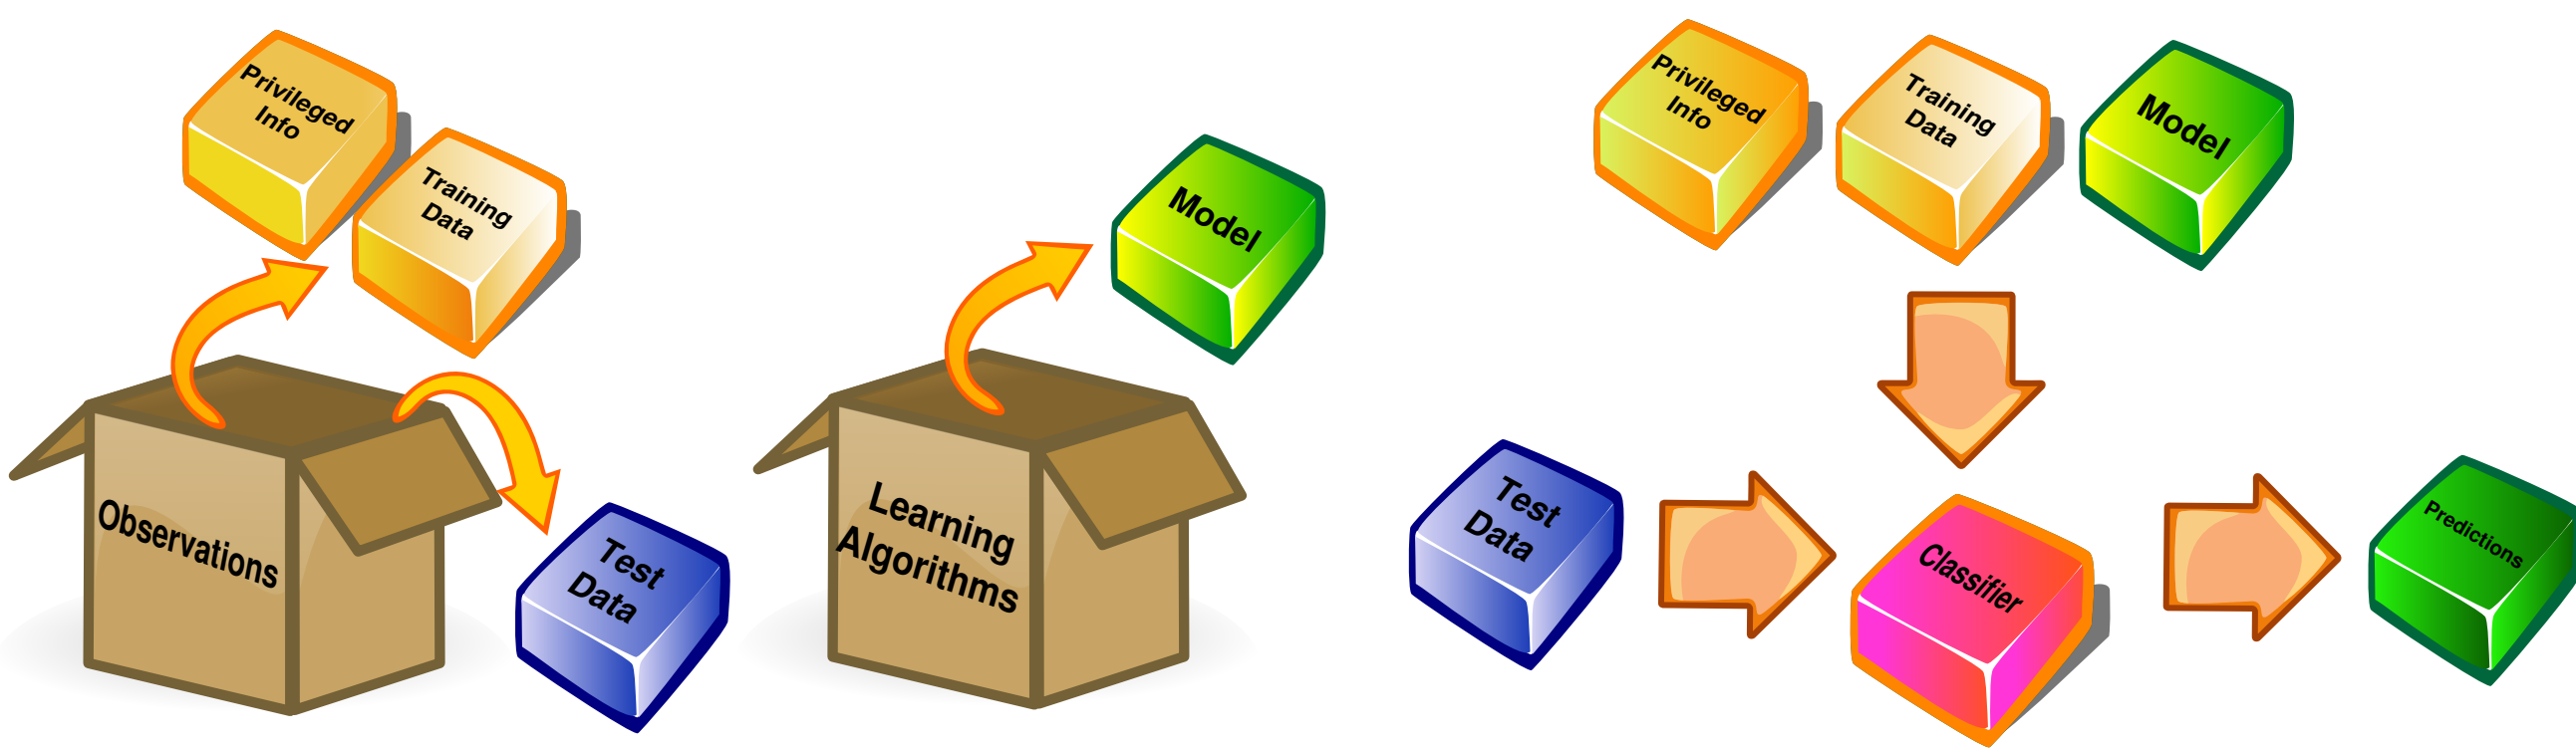 Privileged
Info
Training
Data
Observations
Test
Data
Model
Learning
Algorithms
Privileged
Info
Training
Data
Model
Test
Data
Classifier
Predictions